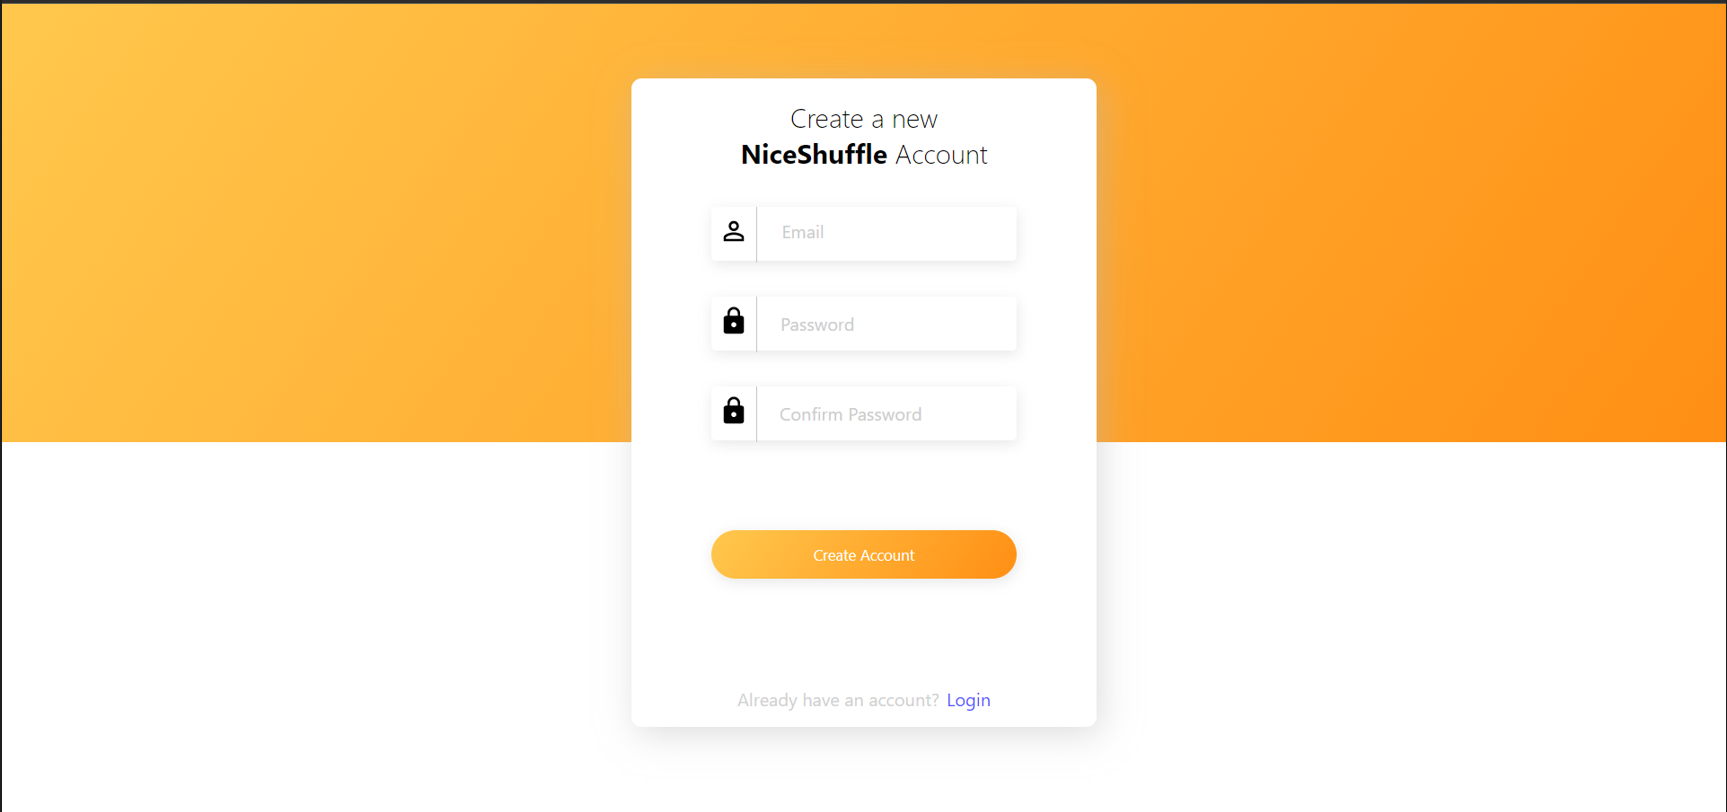 Create a new
NiceShuffle Account
Email
Password
Confirm Password
Create Account
Already have an account? Login